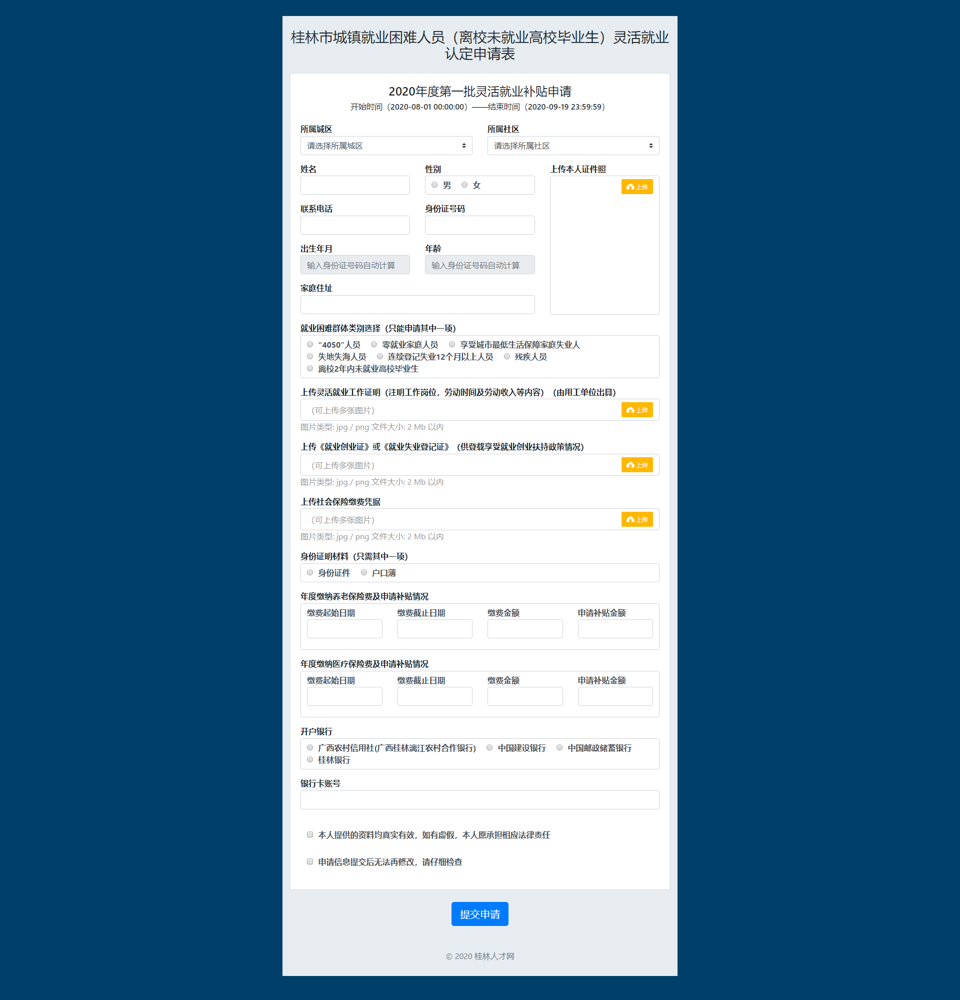 桂林市城镇就业困难人员（离校未就业高校毕业生）灵活就业
认定申请表
2020年度第一批灵活就业补贴申请
开始时间（2020-08-01 00:00:00）——结束时间（2020-09-19 23:59:59）
所属城区 所属社区
请选择所属城区 请选择所属社区
姓名 性别 上传本人证件照
男 女 上传
联系电话 身份证号码
出生年月 年龄
输入身份证号码自动计算 输入身份证号码自动计算
家庭住址
就业困难群体类别选择（只能申请其中一项）
“4050”人员 零就业家庭人员 享受城市最低生活保障家庭失业人
失地失海人员 连续登记失业12个月以上人员 残疾人员
离校2年内未就业高校毕业生
上传灵活就业工作证明（注明工作岗位，劳动时间及劳动收入等内容）（由用工单位出具）
（可上传多张图片） 上传
图片类型: jpg / png 文件大小: 2 Mb 以内
上传《就业创业证》或《就业失业登记证》（供登载享受就业创业扶持政策情况）
（可上传多张图片） 上传
图片类型: jpg / png 文件大小: 2 Mb 以内
上传社会保险缴费凭据
（可上传多张图片） 上传
图片类型: jpg / png 文件大小: 2 Mb 以内
身份证明材料（只需其中一项）
身份证件 户口薄
年度缴纳养老保险费及申请补贴情况
缴费起始日期 缴费截止日期 缴费金额 申请补贴金额
年度缴纳医疗保险费及申请补贴情况
缴费起始日期 缴费截止日期 缴费金额 申请补贴金额
开户银行
广西农村信用社(广西桂林漓江农村合作银行) 中国建设银行 中国邮政储蓄银行
桂林银行
银行卡账号
本人提供的资料均真实有效，如有虚假，本人愿承担相应法律责任
申请信息提交后无法再修改，请仔细检查
提交申请
© 2020 桂林人才网